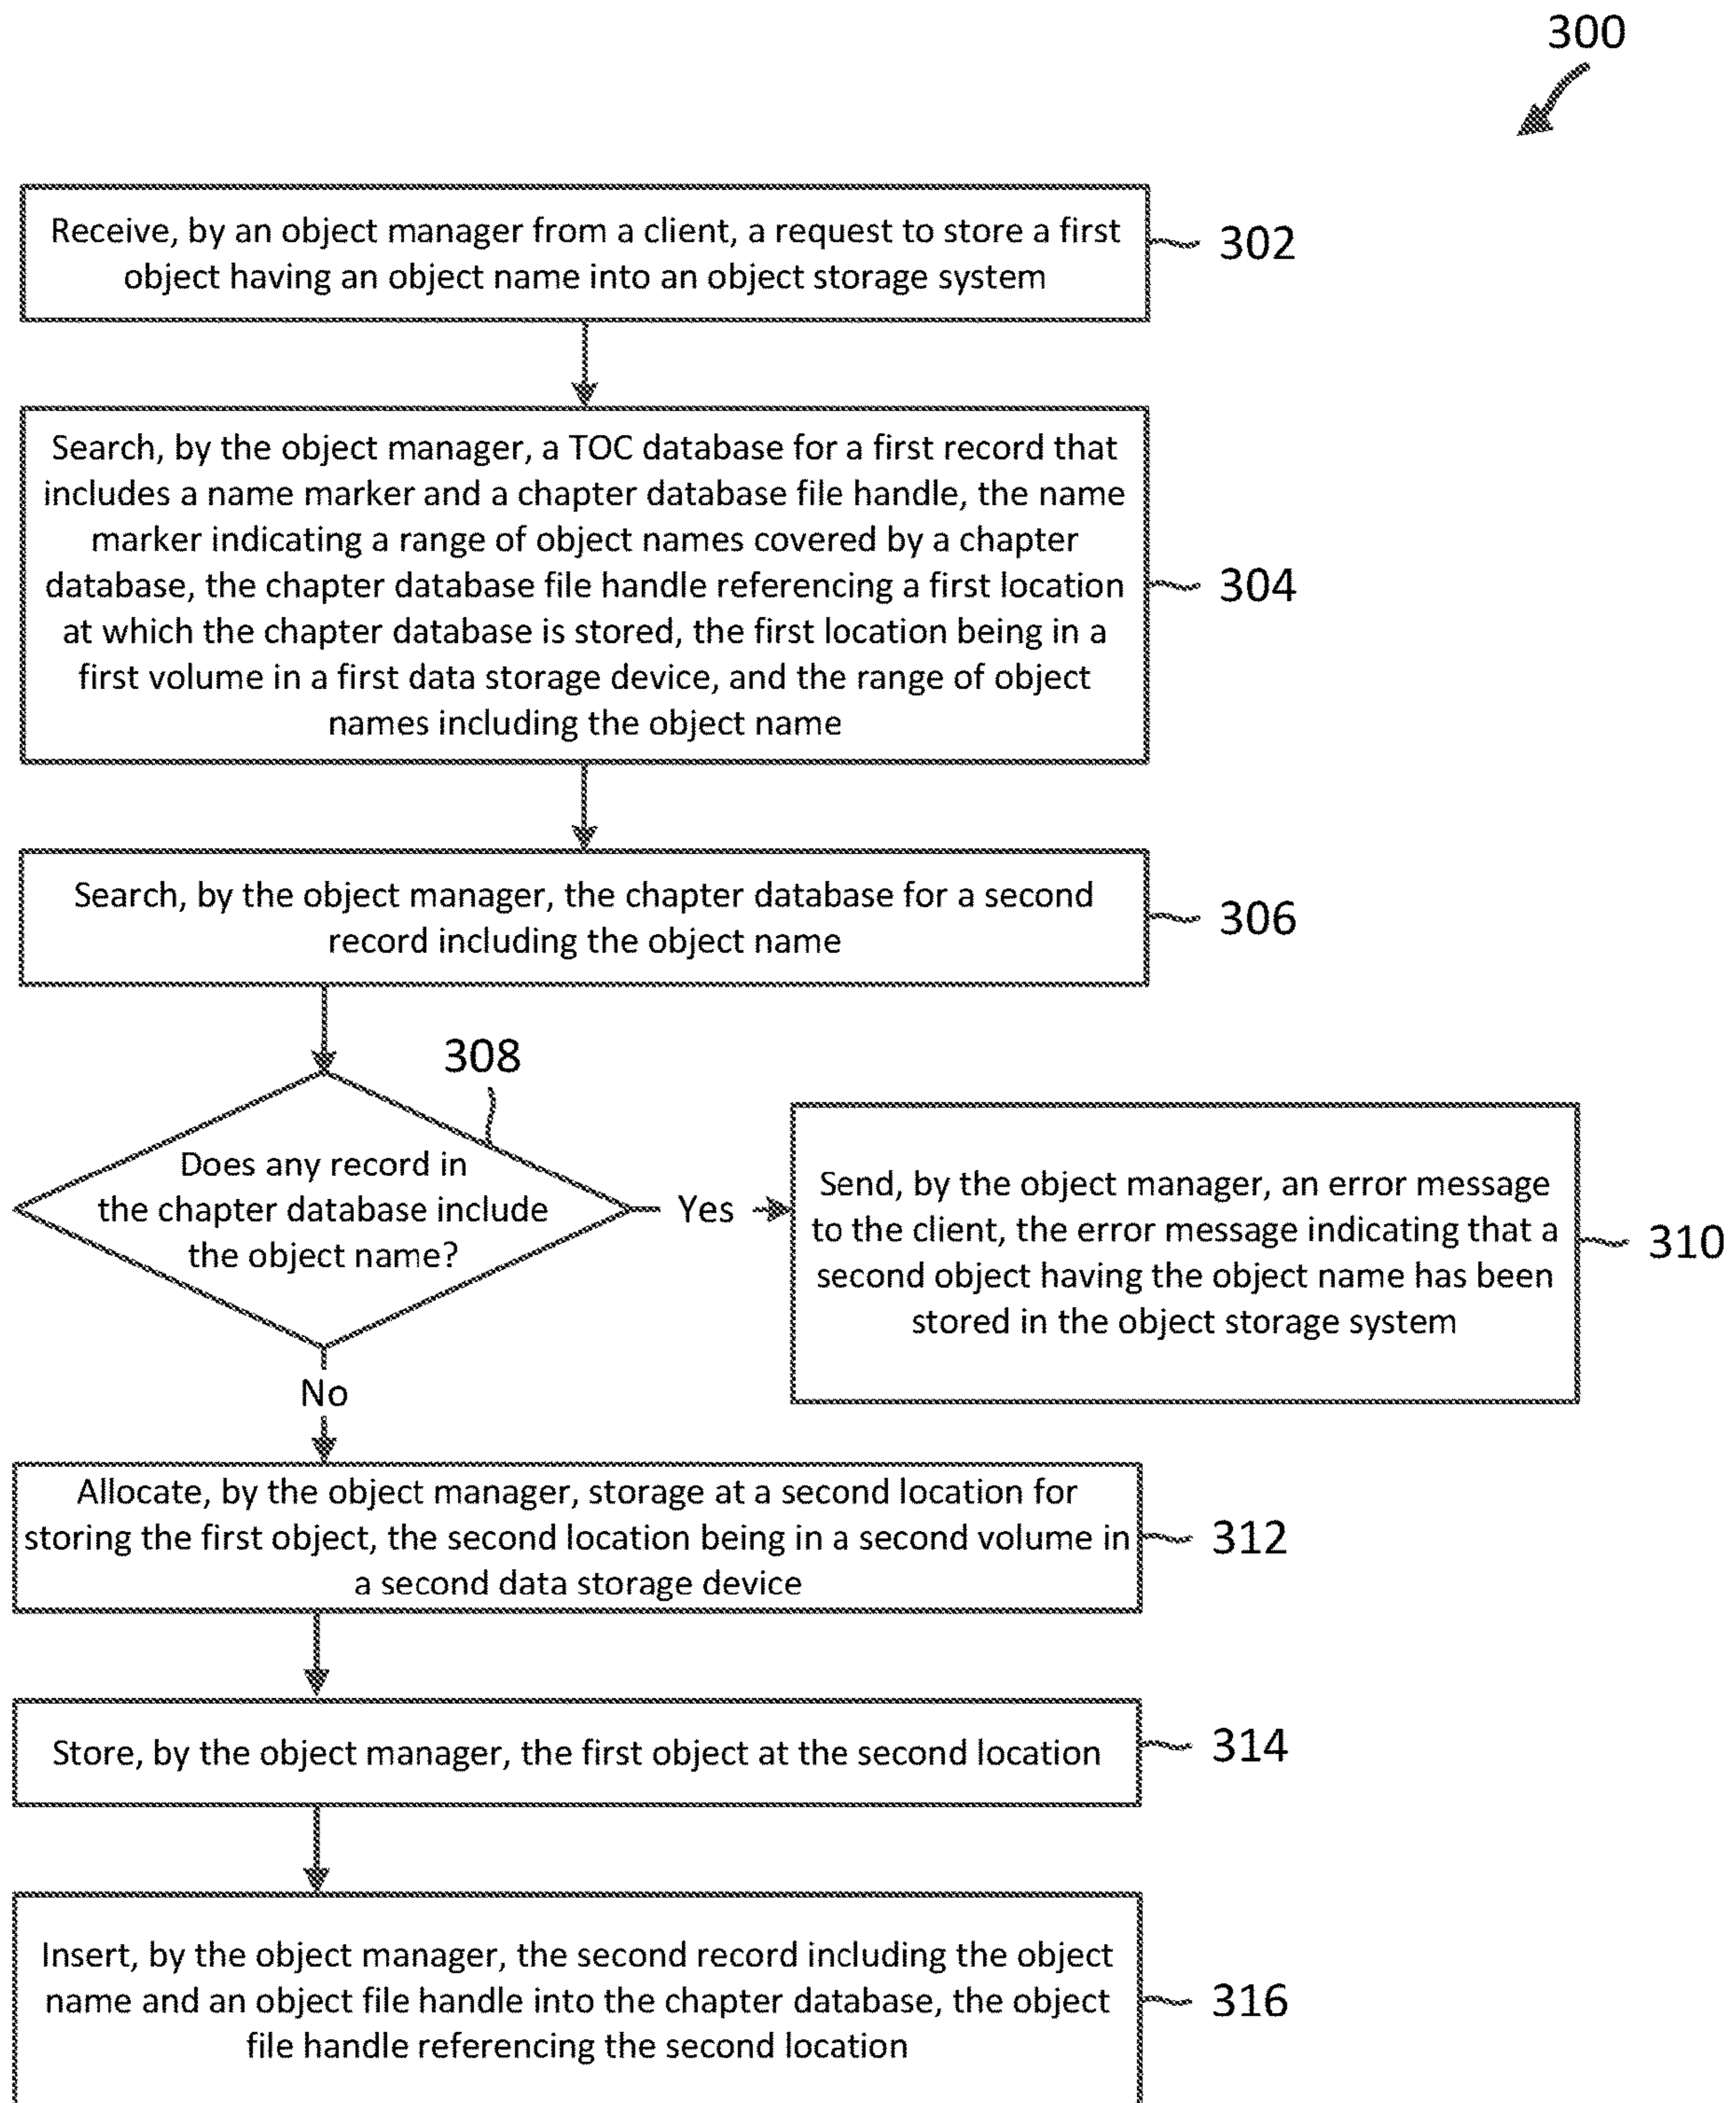 300
Receive, by an object manager from a client, a request to store a first
object having an object name into an object storage system
302
Search, by the object manager, a TOC database for a first record that
includes a name marker and a chapter database file handle, the name
marker indicating a range of object names covered by a chapter
database, the chapter database file handle referencing a first location
at which the chapter database is stored, the first location being in a
first volume in a first data storage device, and the range of object
names including the object name
304
Search, by the object manager, the chapter database for a second
record including the object name
306
308
Does any record in
the chapter database include
the object name?
Yes
Send, by the object manager, an error message
to the client, the error message indicating that a
second object having the object name has been
stored in the object storage system
310
No
Allocate, by the object manager, storage at a second location for
storing the first object, the second location being in a second volume in
a second data storage device
312
Store, by the object manager, the first object at the second location
314
Insert, by the object manager, the second record including the object
name and an object file handle into the chapter database, the object
file handle referencing the second location
316